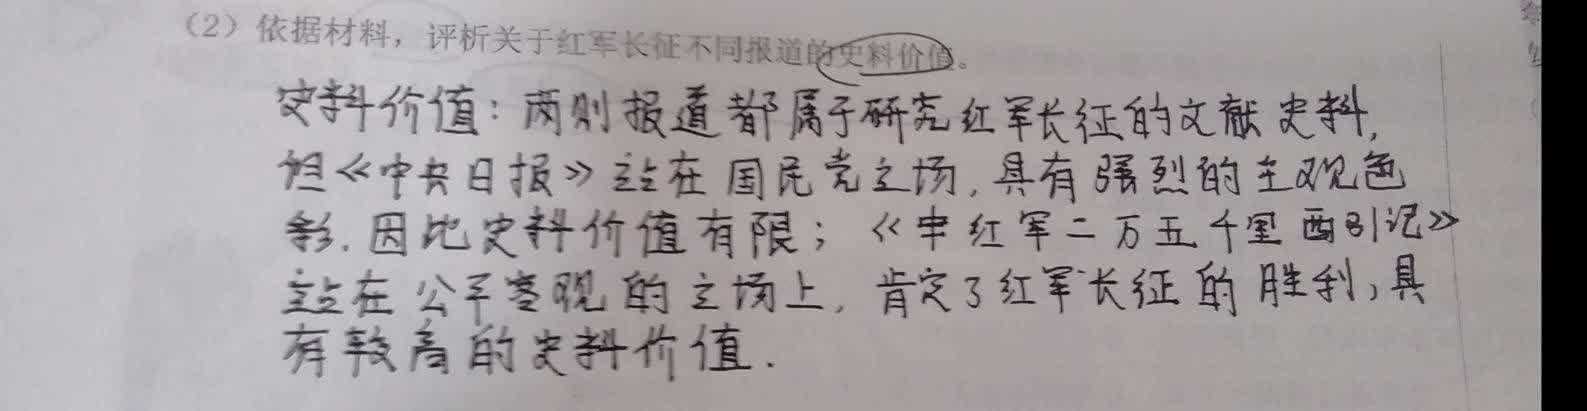 （2）依据材料，评析关于红军长征不同报道的史料价值。
史料价值：两则报道都属于研究红军长征的文献史料，
但《中央日报》站在国民党立场，具有强烈的主观色
彩．因此史料价值有限；《中红军二万五千里西引记》
站在公平客观的立场上，肯定了红军长征的胜利，具
有较高的史料价值．